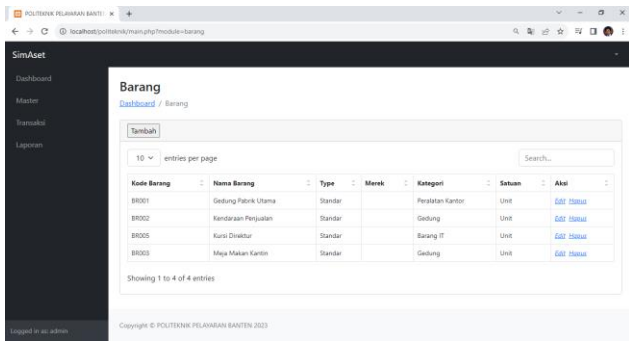 POLITEKNIK PELAYARAN BANTE
localhost/politeknik/main.php?module=barang
SimAset
Dashboard
Master
Transaksi
Laporan
Barang
Dashboard / Barang
Tambah
10 entries per page
Search...
Kode Barang Nama Barang Type Merek Kategori Satuan Aksi
BR001 Gedung Pabrik Utama Standar Peralatan Kantor Unit Edit Hapus
BR002 Kendaraan Penjualan Standar Gedung Unit Edit Hapus
BR005 Kursi Direktur Standar Barang IT Unit Edit Hapus
BR003 Meja Makan Kantin Standar Gedung Unit Edit Hapus
Showing 1 to 4 of 4 entries
Logged in as: admin
Copyright © POLITEKNIK PELAYARAN BANTEN 2023